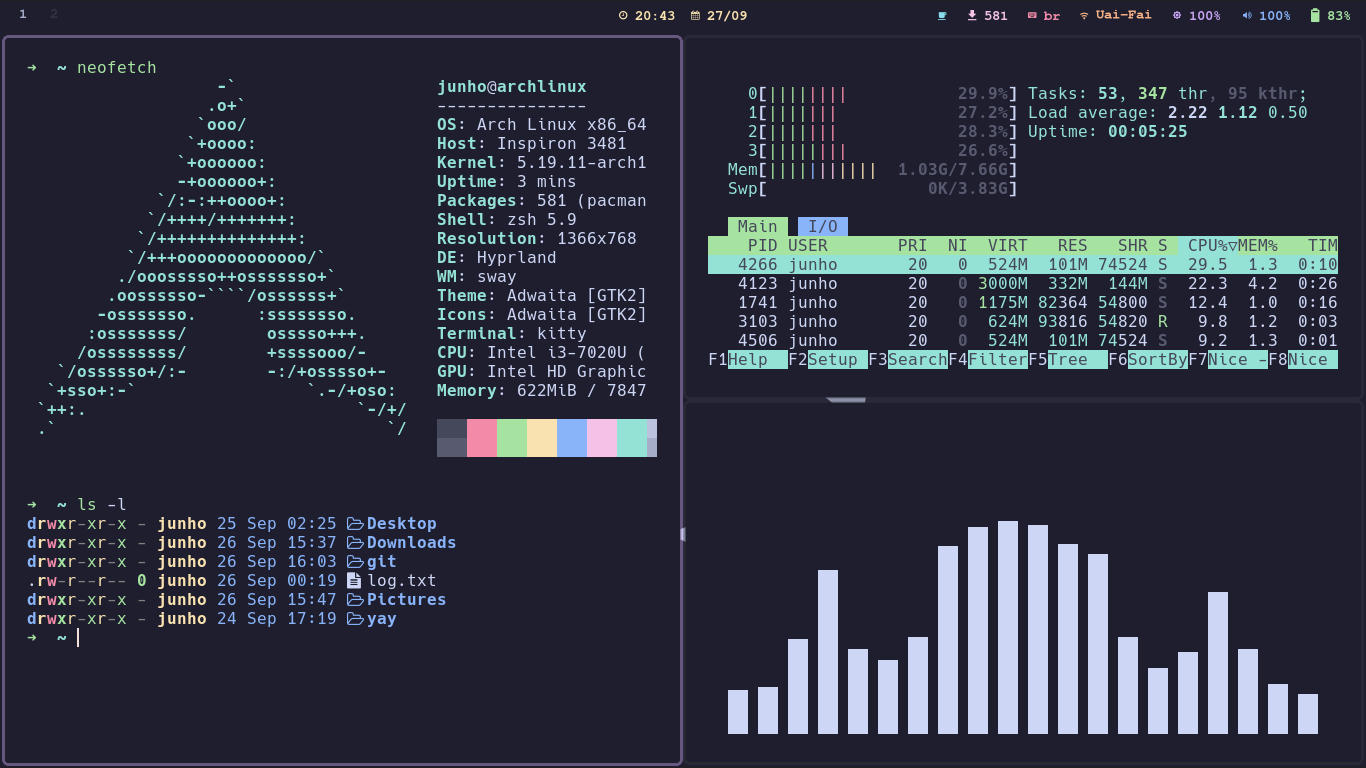 1 2 20:43 27/09 581 br Uai-Fai 100% 100% 83%
➜ ~ neofetch
-`
.o+`
`ooo/
`+oooo:
`+oooooo:
-+oooooo+:
`/:-:++oooo+:
`/++++/+++++++:
`/++++++++++++++:
`/+++ooooooooooooo/`
./ooosssso++osssssso+`
.oossssso-````/ossssss+`
-osssssso. :ssssssso.
:osssssss/ osssso+++.
/ossssssss/ +ssssooo/-
`/ossssso+/:- -:/+osssso+-
`+sso+:-` `.-/+oso:
`++:. `-/+/
.` `/
junho@archlinux
---------------
OS: Arch Linux x86_64
Host: Inspiron 3481
Kernel: 5.19.11-arch1
Uptime: 3 mins
Packages: 581 (pacman
Shell: zsh 5.9
Resolution: 1366x768
DE: Hyprland
WM: sway
Theme: Adwaita [GTK2]
Icons: Adwaita [GTK2]
Terminal: kitty
CPU: Intel i3-7020U (
GPU: Intel HD Graphic
Memory: 622MiB / 7847
➜ ~ ls -l
drwxr-xr-x - junho 25 Sep 02:25 Desktop
drwxr-xr-x - junho 26 Sep 15:37 Downloads
drwxr-xr-x - junho 26 Sep 16:03 git
.rw-r--r-- 0 junho 26 Sep 00:19 log.txt
drwxr-xr-x - junho 26 Sep 15:47 Pictures
drwxr-xr-x - junho 24 Sep 17:19 yay
➜ ~
0[|||||||| 29.9%] Tasks: 53, 347 thr, 95 kthr;
1[||||||| 27.2%] Load average: 2.22 1.12 0.50
2[||||||| 28.3%] Uptime: 00:05:25
3[|||||||| 26.6%]
Mem[||||||||||| 1.03G/7.66G]
Swp[ 0K/3.83G]
Main I/O
PID USER PRI NI VIRT RES SHR S CPU%▽MEM% TIM
4266 junho 20 0 524M 101M 74524 S 29.5 1.3 0:10
4123 junho 20 0 3000M 332M 144M S 22.3 4.2 0:26
1741 junho 20 0 1175M 82364 54800 S 12.4 1.0 0:16
3103 junho 20 0 624M 93816 54820 R 9.8 1.2 0:03
4506 junho 20 0 524M 101M 74524 S 9.2 1.3 0:01
F1Help F2Setup F3SearchF4FilterF5Tree F6SortByF7Nice -F8Nice